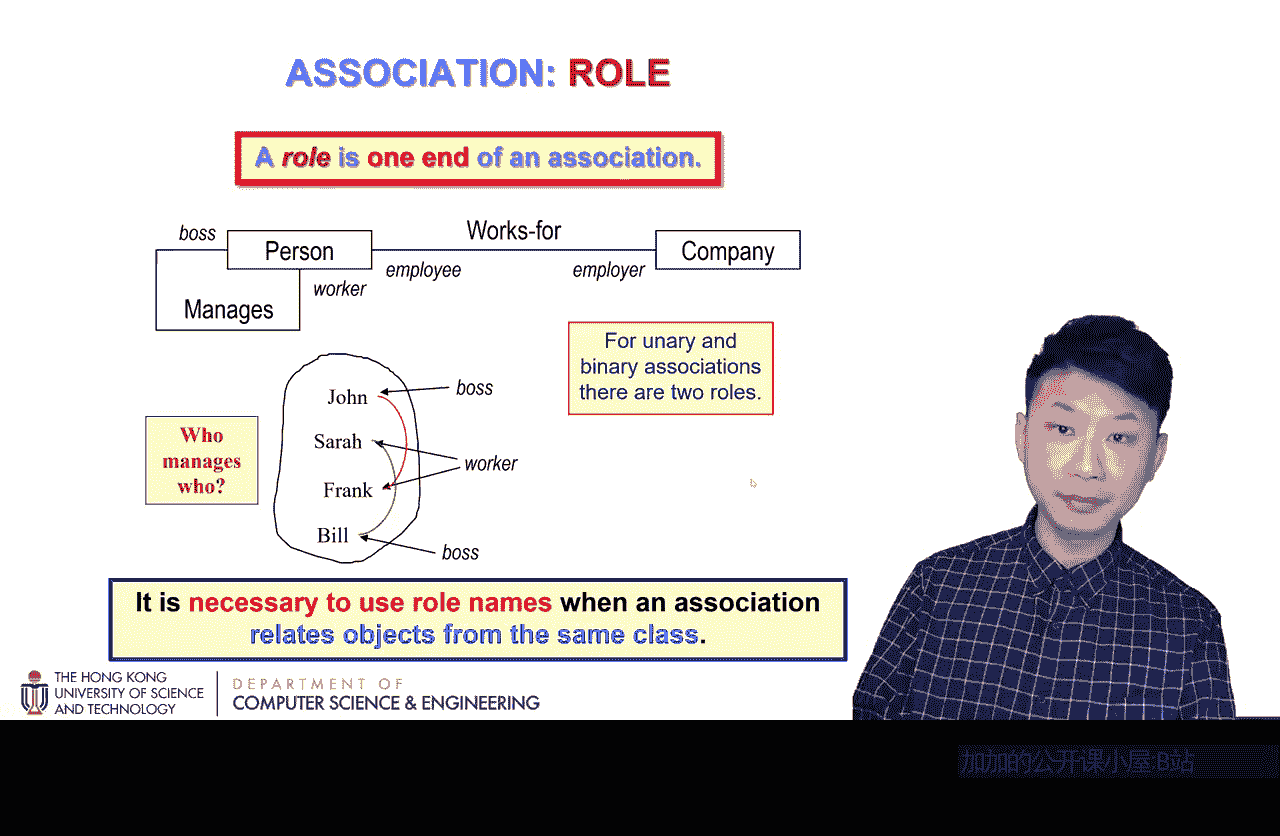 ASSOCIATION: ROLE
A role is one end of an association.
boss
Person
Works-for
Company
employee
employer
worker
Manages
For unary and
binary associations
there are two roles.
John
boss
Who
manages
who?
Sarah
worker
Frank
Bill
boss
It is necessary to use role names when an association
relates objects from the same class.
THE HONG KONG
UNIVERSITY OF SCIENCE
AND TECHNOLOGY
DEPARTMENT OF
COMPUTER SCIENCE & ENGINEERING
加加的公开课小屋:B站